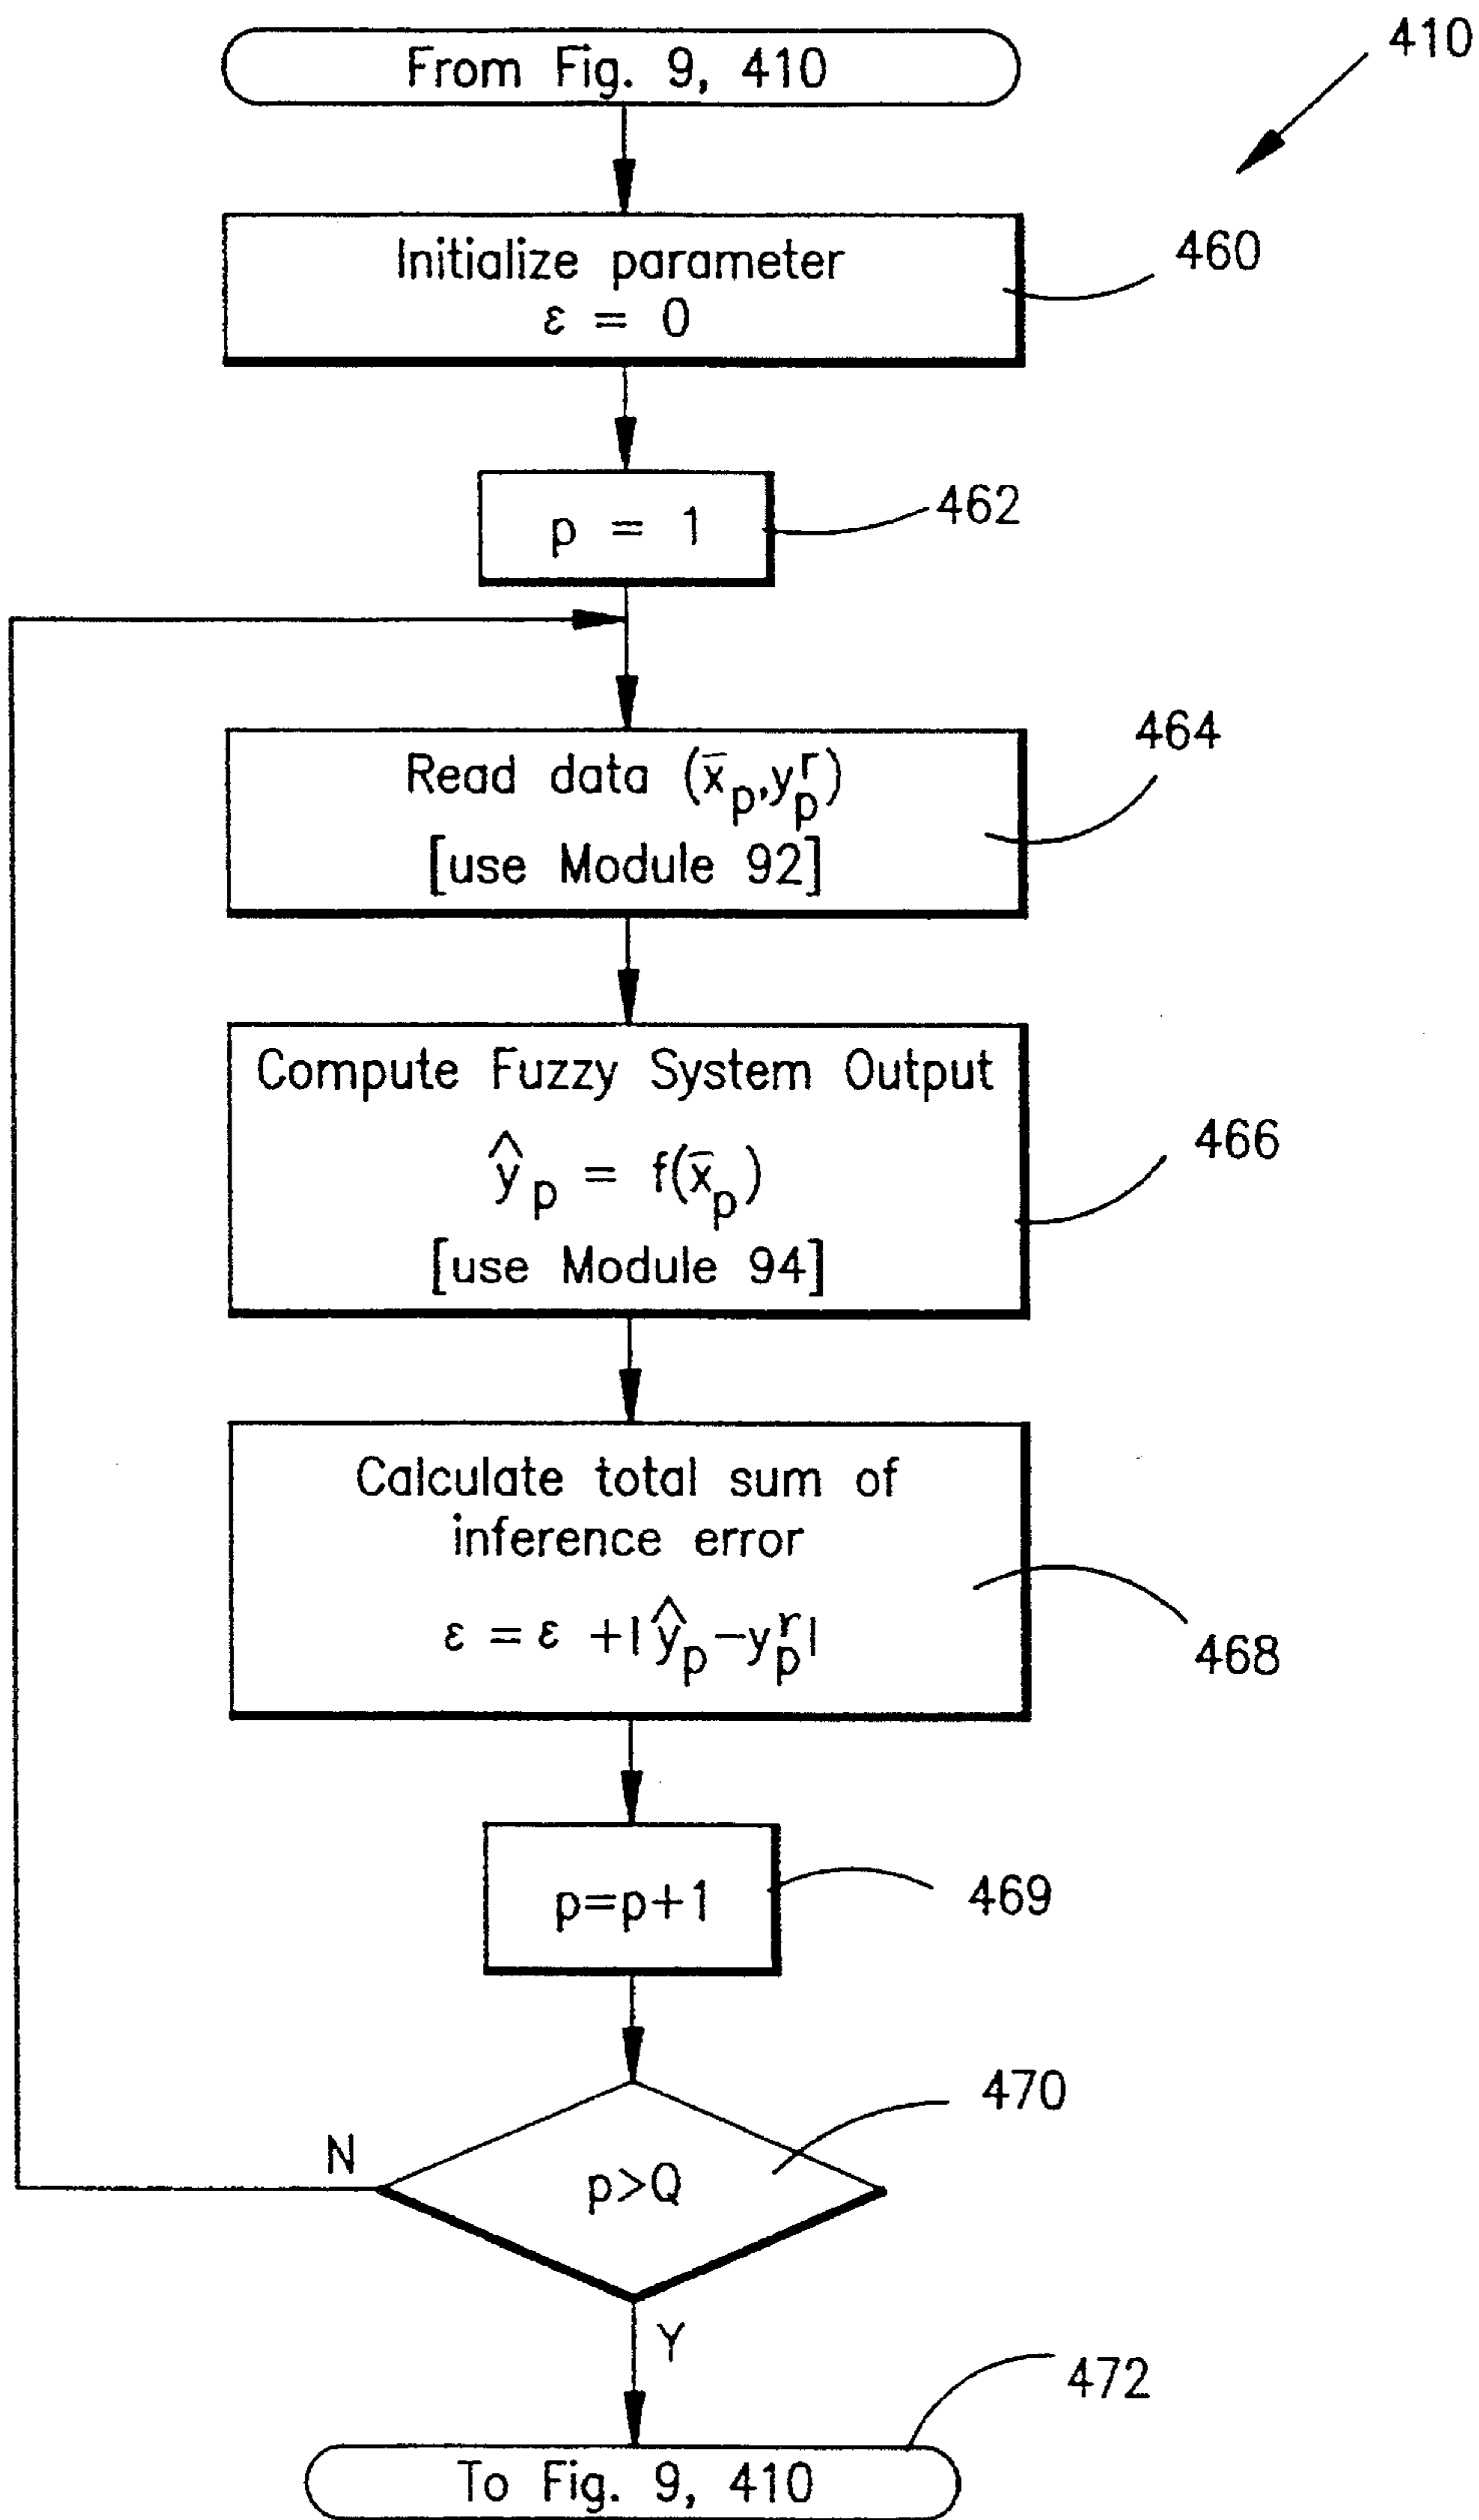 410
From Fig. 9, 410
Initialize parameter
ε = 0
460
p = 1
462
Read data (x̄ₚ,yₚʳ)
[use Module 92]
464
Compute Fuzzy System Output
ŷₚ = f(x̄ₚ)
[use Module 94]
466
Calculate total sum of
inference error
ε = ε +|ŷₚ-yₚʳ|
468
p=p+1
469
p>Q
470
N
Y
472
To Fig. 9, 410